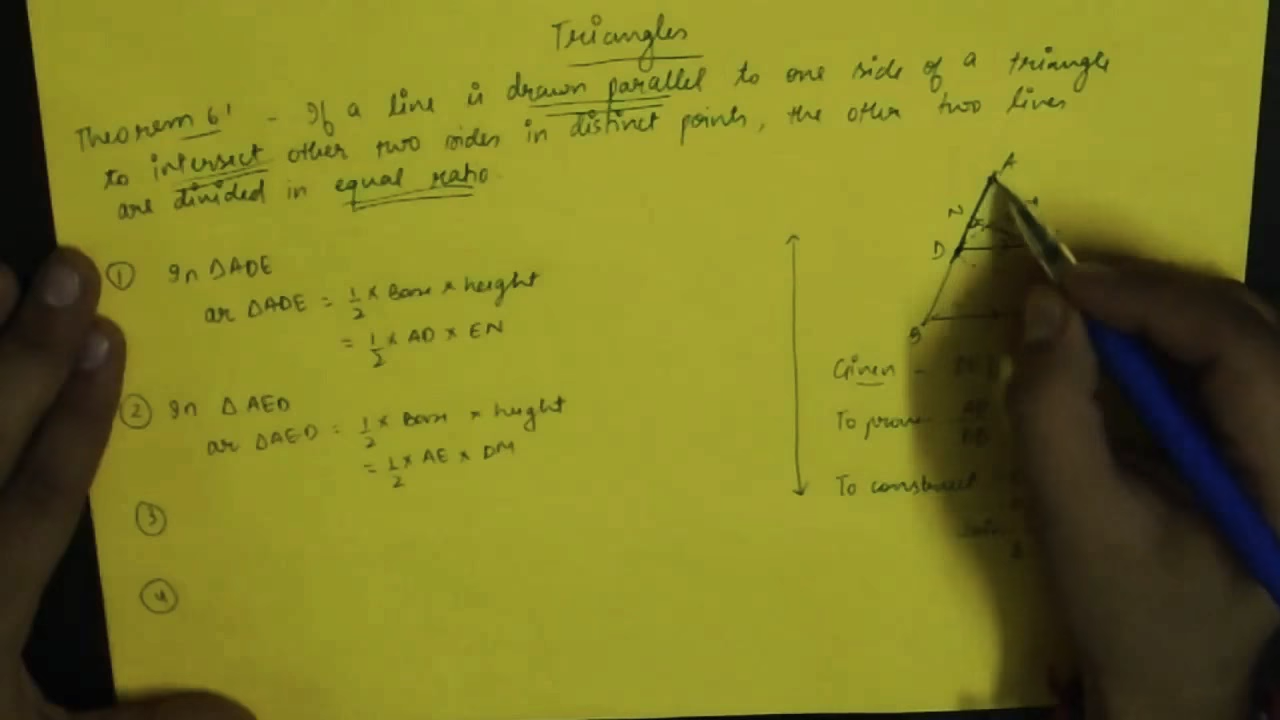 Triangles
Theorem 6.1 - If a line is drawn parallel to one side of a triangle
to intersect other two sides in distinct points, the other two lines
are divided in equal ratio
① In ΔADE
ar ΔADE = 1/2 × Base × height
= 1/2 × AD × EN
② In ΔAED
ar ΔAED = 1/2 × Base × height
= 1/2 × AE × DM
③
④
A
N
D
B
Given -
To prove
To construct